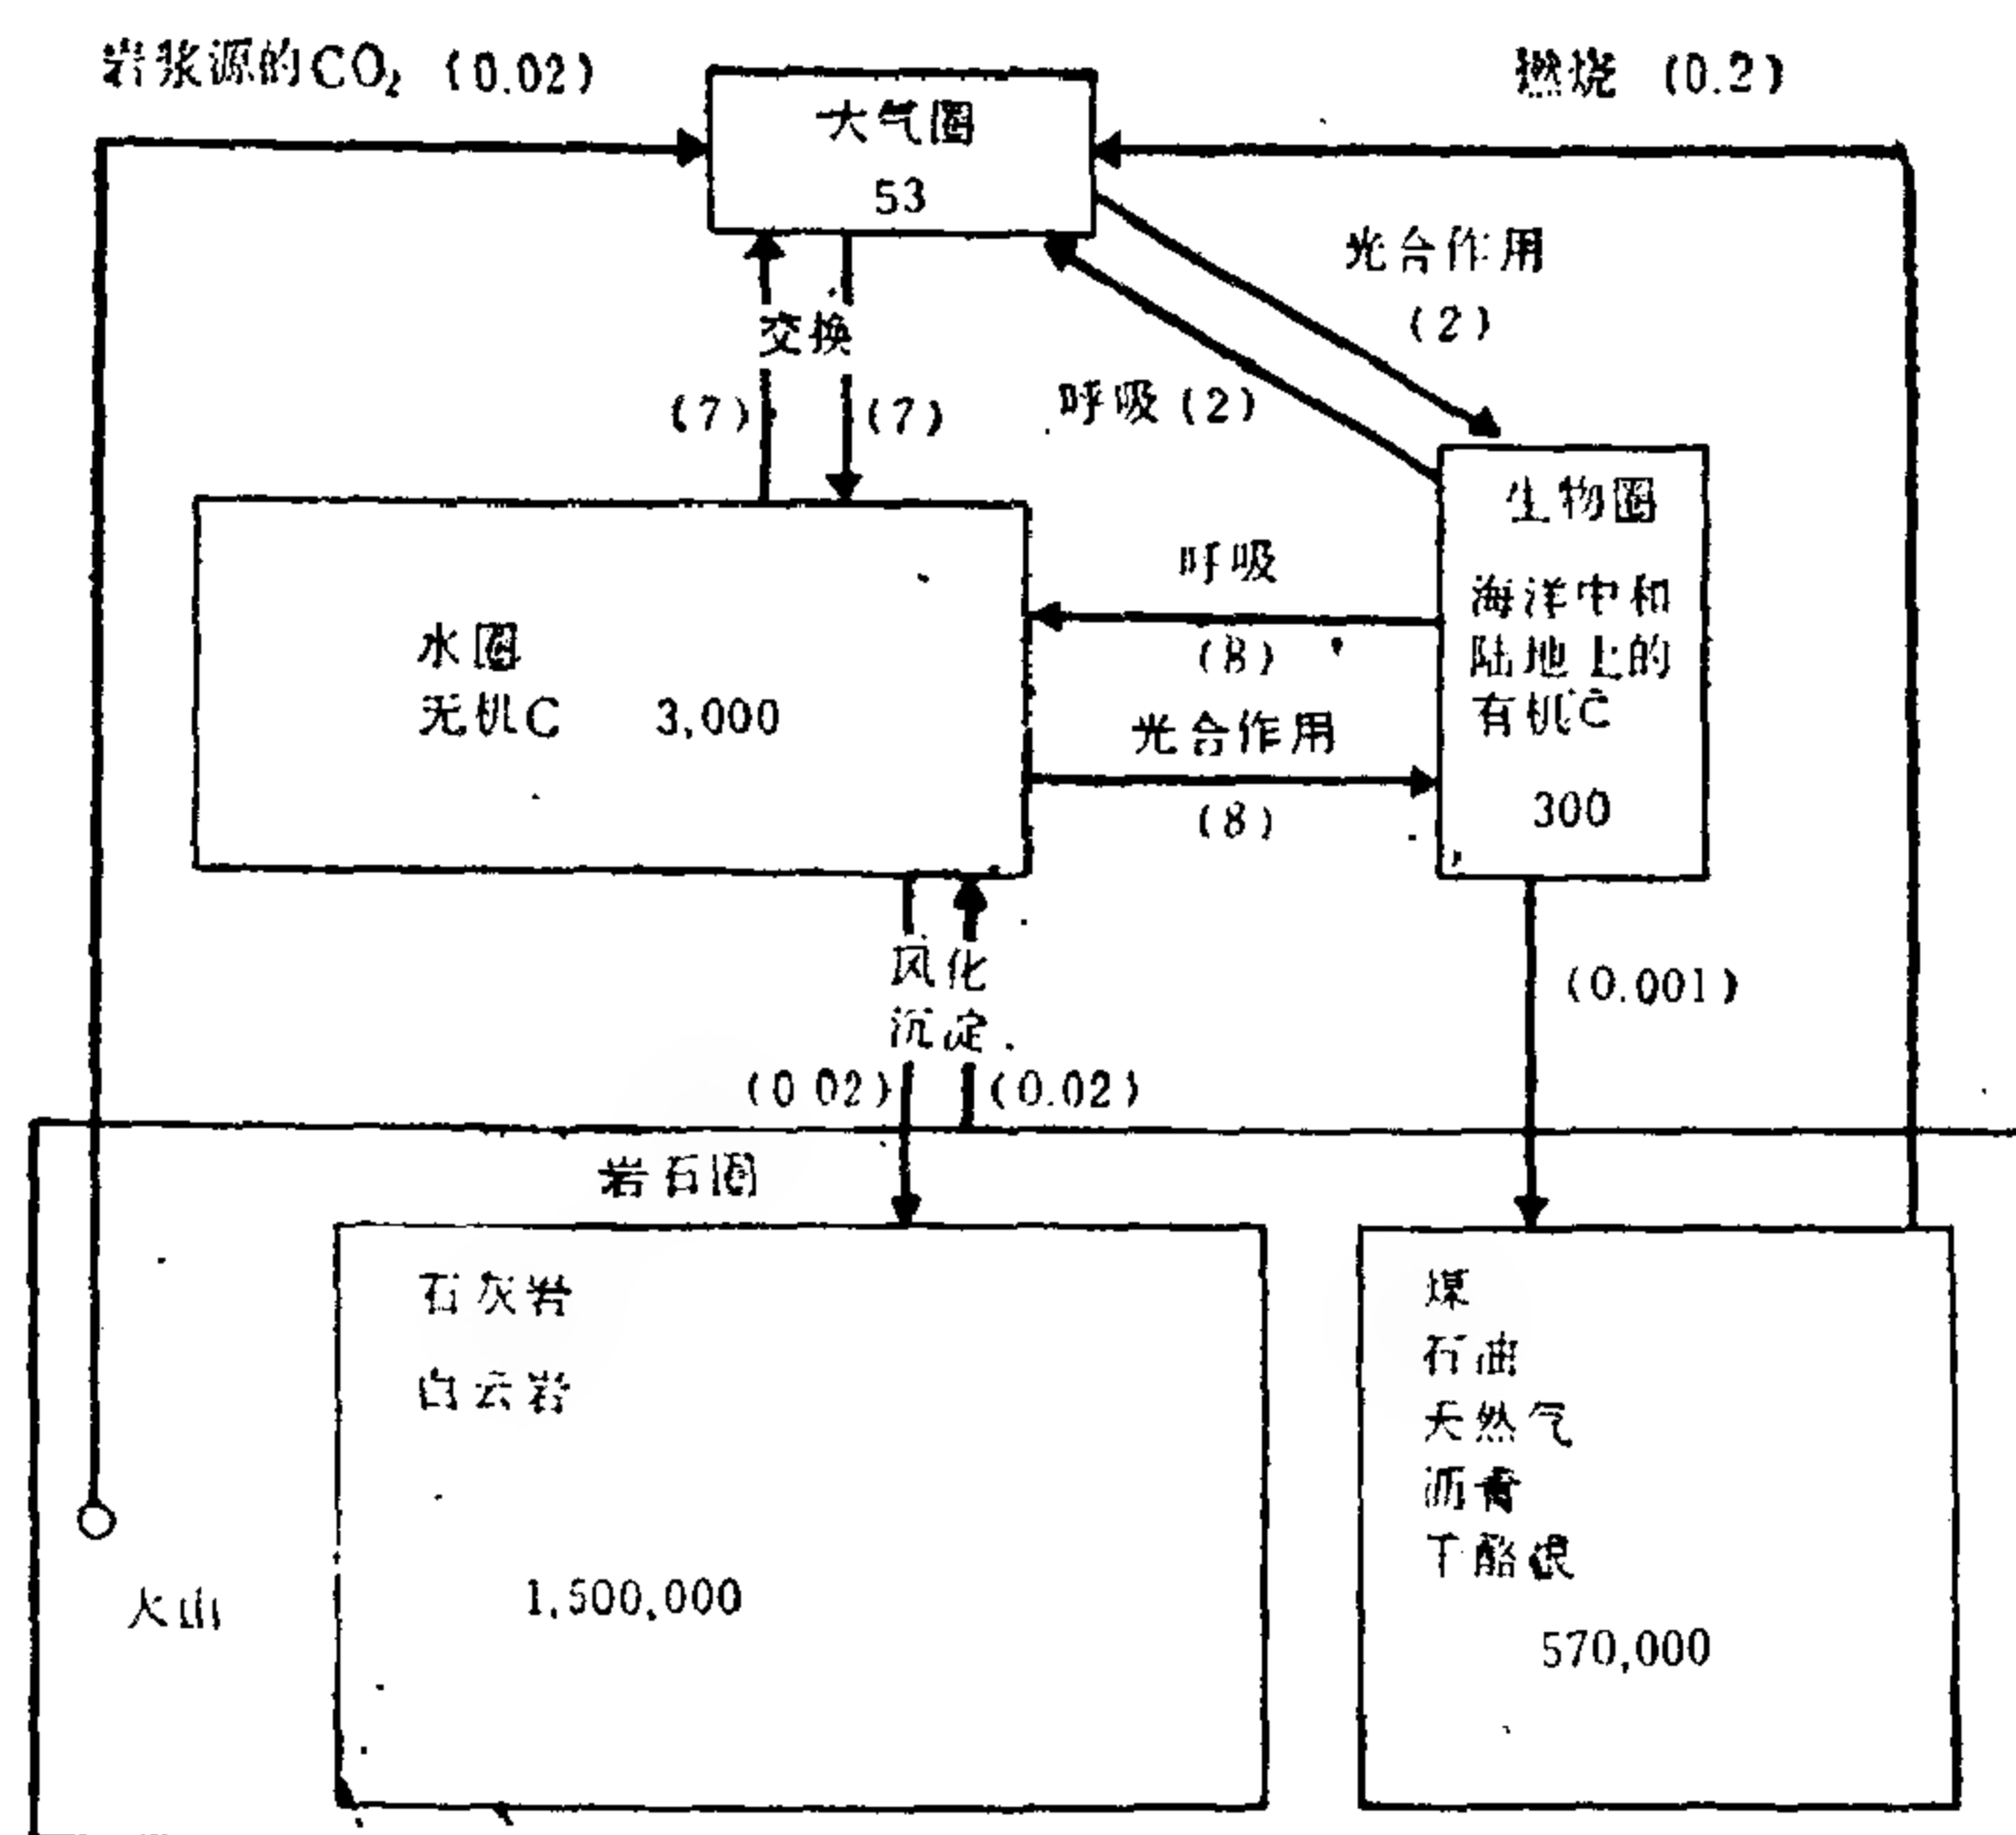 岩浆源的CO₂ (0.02)
燃烧 (0.2)
大气圈
53
光合作用
(2)
交换
呼吸(2)
(7)
(7)
生物圈
海洋中和
陆地上的
有机C
300
呼吸
(8)
水圈
无机C 3,000
光合作用
(8)
风化
沉淀
(0.02)
(0.02)
(0.001)
岩石圈
石灰岩
白云岩
1,500,000
煤
石油
天然气
沥青
干酪根
570,000
火山